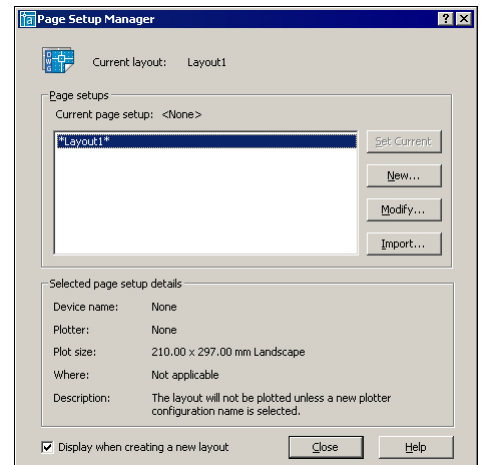 Page Setup Manager
Current layout: Layout1
Page setups
Current page setup: <None>
*Layout1*
Set Current
New...
Modify...
Import...
Selected page setup details
Device name: None
Plotter: None
Plot size: 210.00 x 297.00 mm Landscape
Where: Not applicable
Description: The layout will not be plotted unless a new plotter
configuration name is selected.
Display when creating a new layout
Close
Help